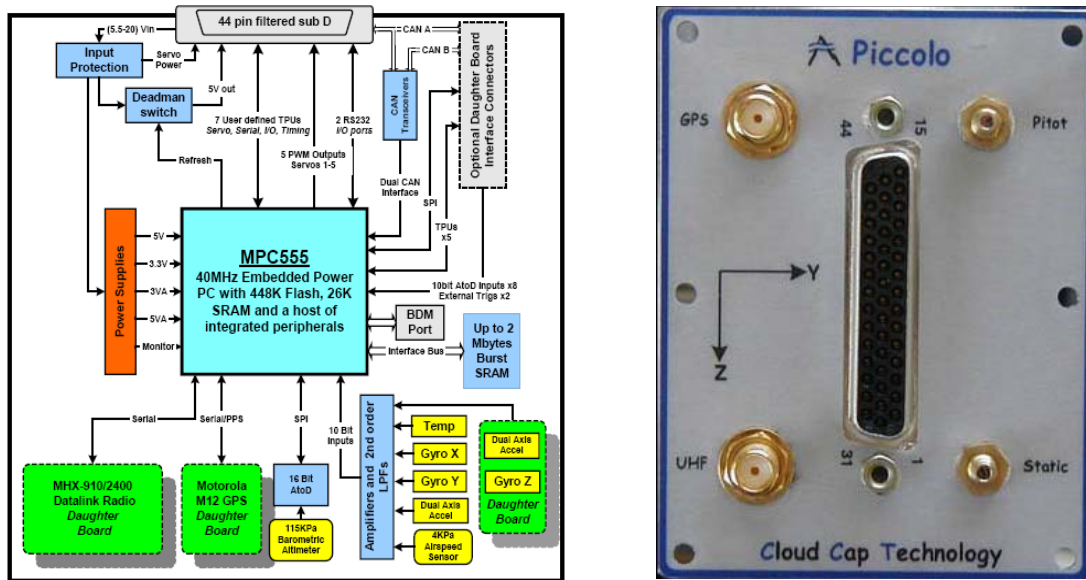 44 pin filtered sub D
(5.5-20) Vin
Input
Protection
Servo
Power
Deadman
switch
5V out
Refresh
7 User defined TPUs
Servo, Serial, I/O, Timing
5 PWM Outputs
Servos 1-5
2 RS232
I/O ports
CAN A
CAN B
CAN
Transceivers
Dual CAN
Interface
Optional Daughter Board
Interface Connectors
SPI
TPUs
x5
10bit AtoD Inputs x8
External Trigs x2
Power Supplies
5V
3.3V
3VA
5VA
Monitor
MPC555
40MHz Embedded Power
PC with 448K Flash, 26K
SRAM and a host of
integrated peripherals
BDM
Port
Interface Bus
Up to 2
Mbytes
Burst
SRAM
Serial
Serial/PPS
SPI
10 Bit
Inputs
MHX-910/2400
Datalink Radio
Daughter
Board
Motorola
M12 GPS
Daughter
Board
16 Bit
AtoD
115KPa
Barometric
Altimeter
Amplifiers and 2nd order
LPFs
Temp
Gyro X
Gyro Y
Dual Axis
Accel
4KPa
Airspeed
Sensor
Dual Axis
Accel
Gyro Z
Daughter
Board
Piccolo
GPS
44
15
Pitot
Y
Z
UHF
31
1
Static
Cloud Cap Technology